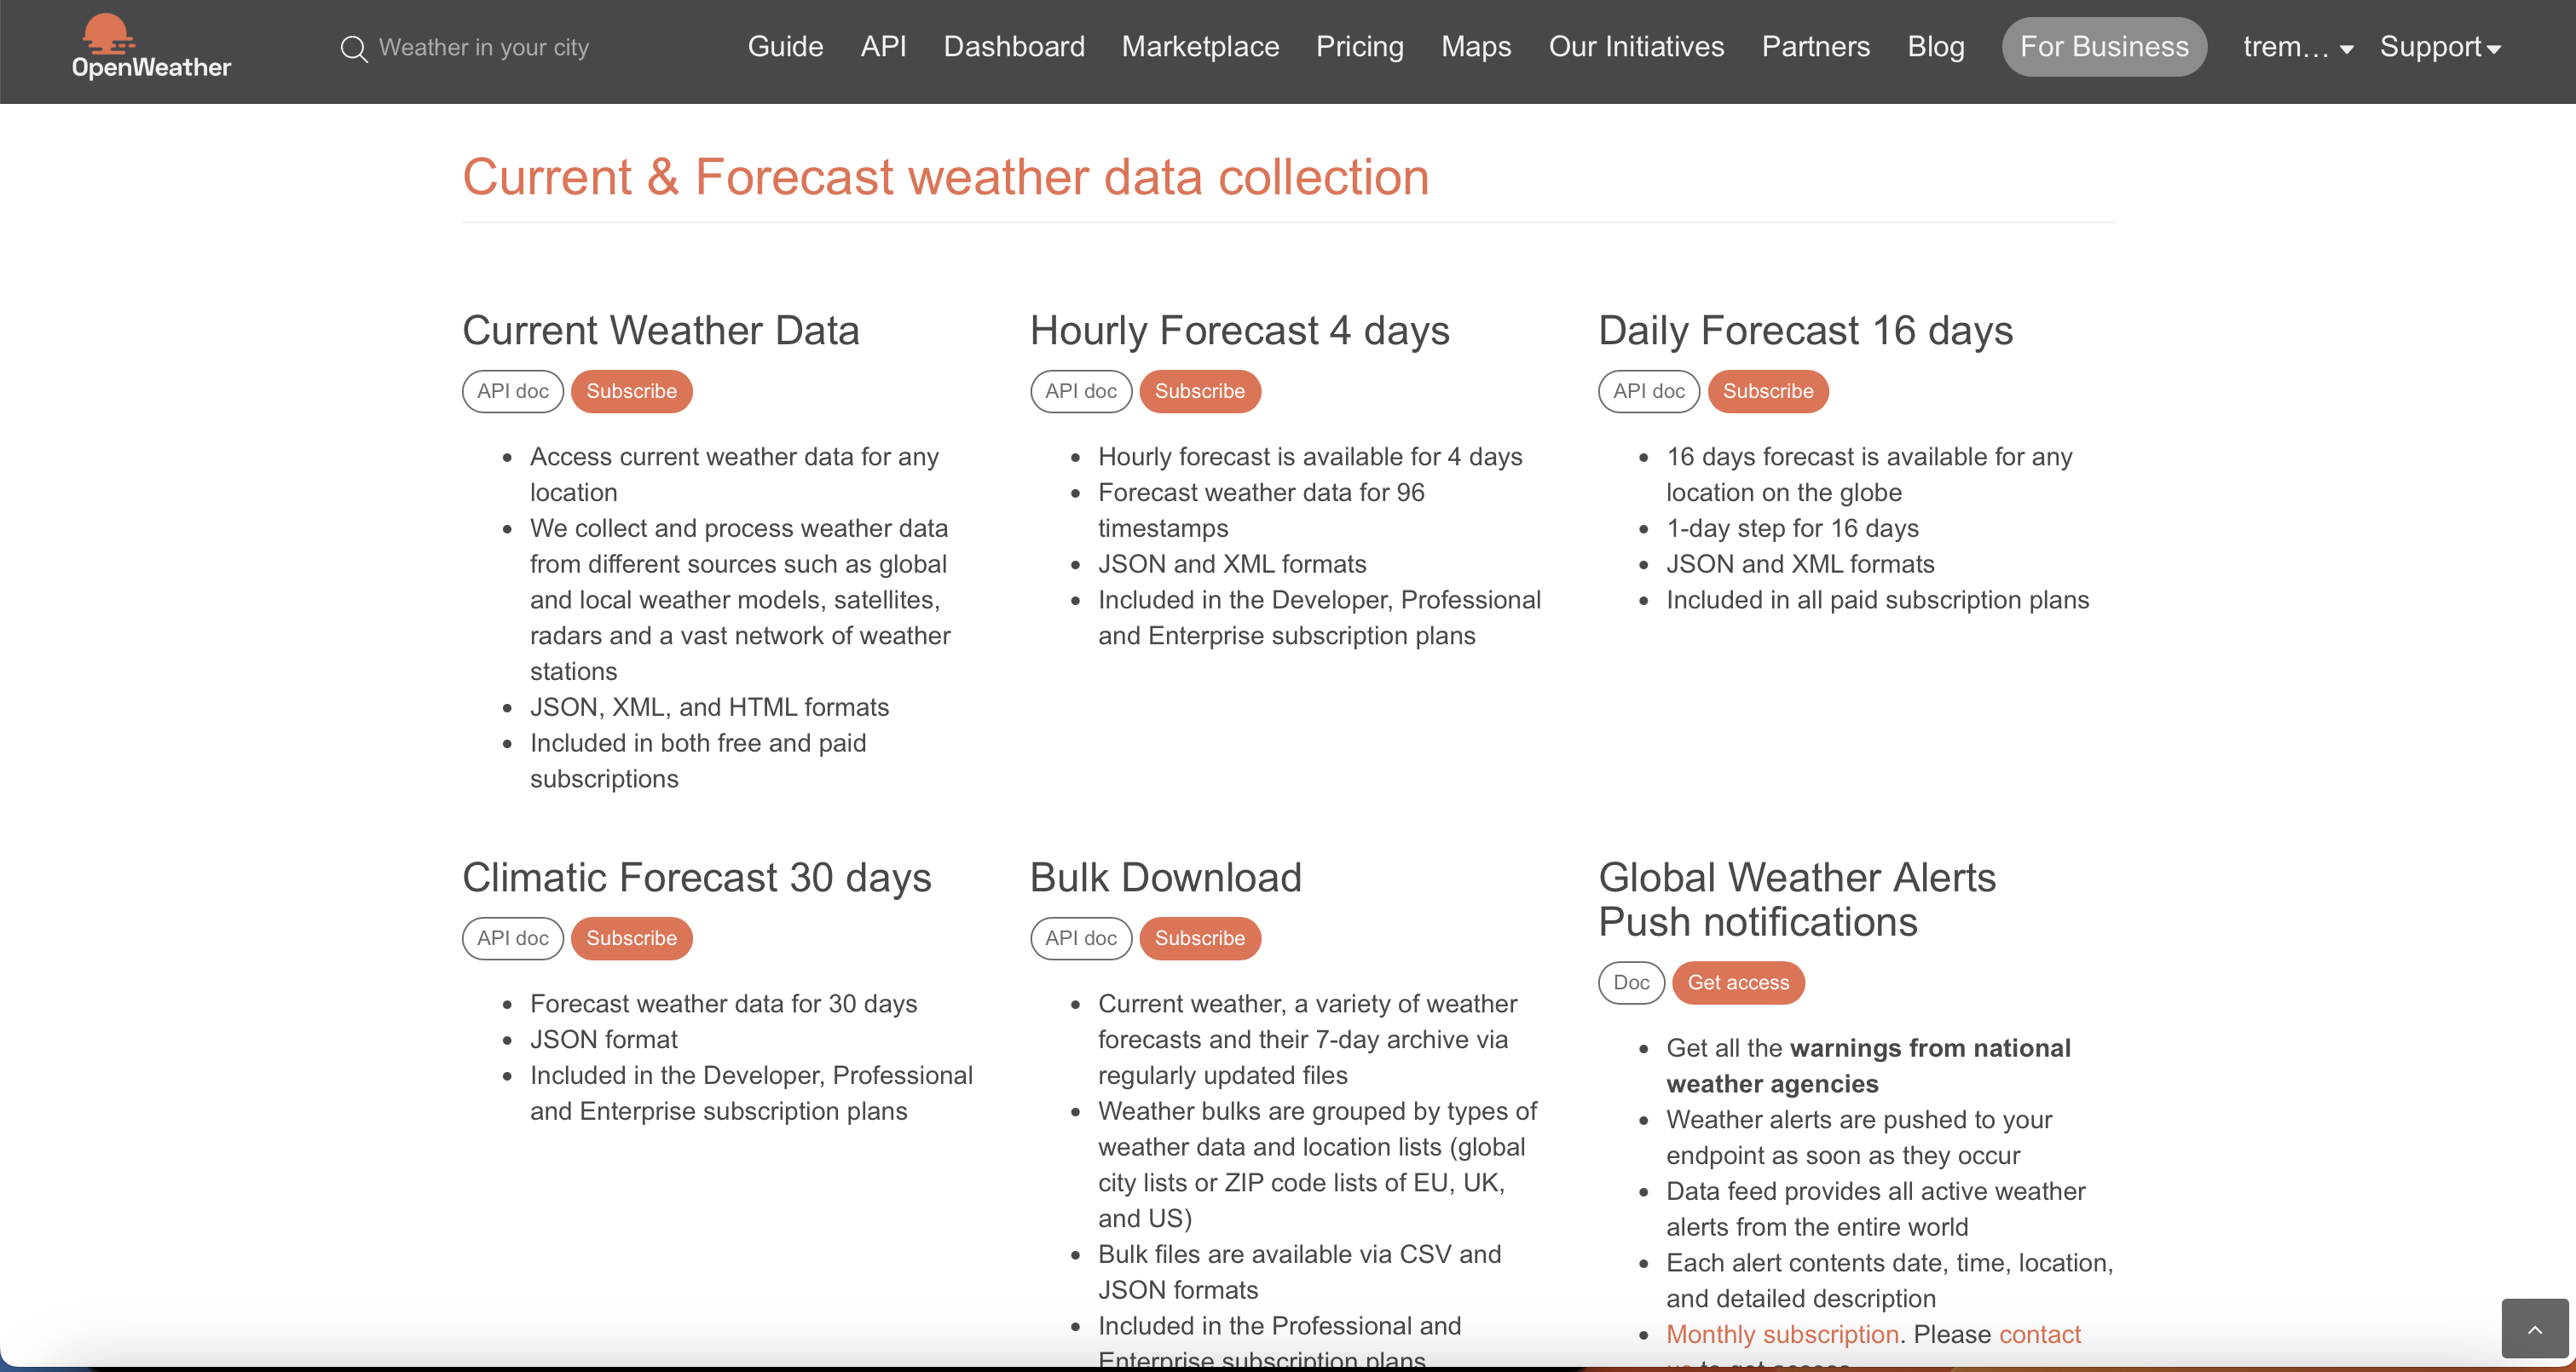 OpenWeather
Weather in your city
Guide
API
Dashboard
Marketplace
Pricing
Maps
Our Initiatives
Partners
Blog
For Business
trem...
Support
Current & Forecast weather data collection
Current Weather Data
API doc
Subscribe
Access current weather data for any
location
We collect and process weather data
from different sources such as global
and local weather models, satellites,
radars and a vast network of weather
stations
JSON, XML, and HTML formats
Included in both free and paid
subscriptions
Hourly Forecast 4 days
API doc
Subscribe
Hourly forecast is available for 4 days
Forecast weather data for 96
timestamps
JSON and XML formats
Included in the Developer, Professional
and Enterprise subscription plans
Daily Forecast 16 days
API doc
Subscribe
16 days forecast is available for any
location on the globe
1-day step for 16 days
JSON and XML formats
Included in all paid subscription plans
Climatic Forecast 30 days
API doc
Subscribe
Forecast weather data for 30 days
JSON format
Included in the Developer, Professional
and Enterprise subscription plans
Bulk Download
API doc
Subscribe
Current weather, a variety of weather
forecasts and their 7-day archive via
regularly updated files
Weather bulks are grouped by types of
weather data and location lists (global
city lists or ZIP code lists of EU, UK,
and US)
Bulk files are available via CSV and
JSON formats
Included in the Professional and
Enterprise subscription plans
Global Weather Alerts
Push notifications
Doc
Get access
Get all the warnings from national
weather agencies
Weather alerts are pushed to your
endpoint as soon as they occur
Data feed provides all active weather
alerts from the entire world
Each alert contents date, time, location,
and detailed description
Monthly subscription. Please contact